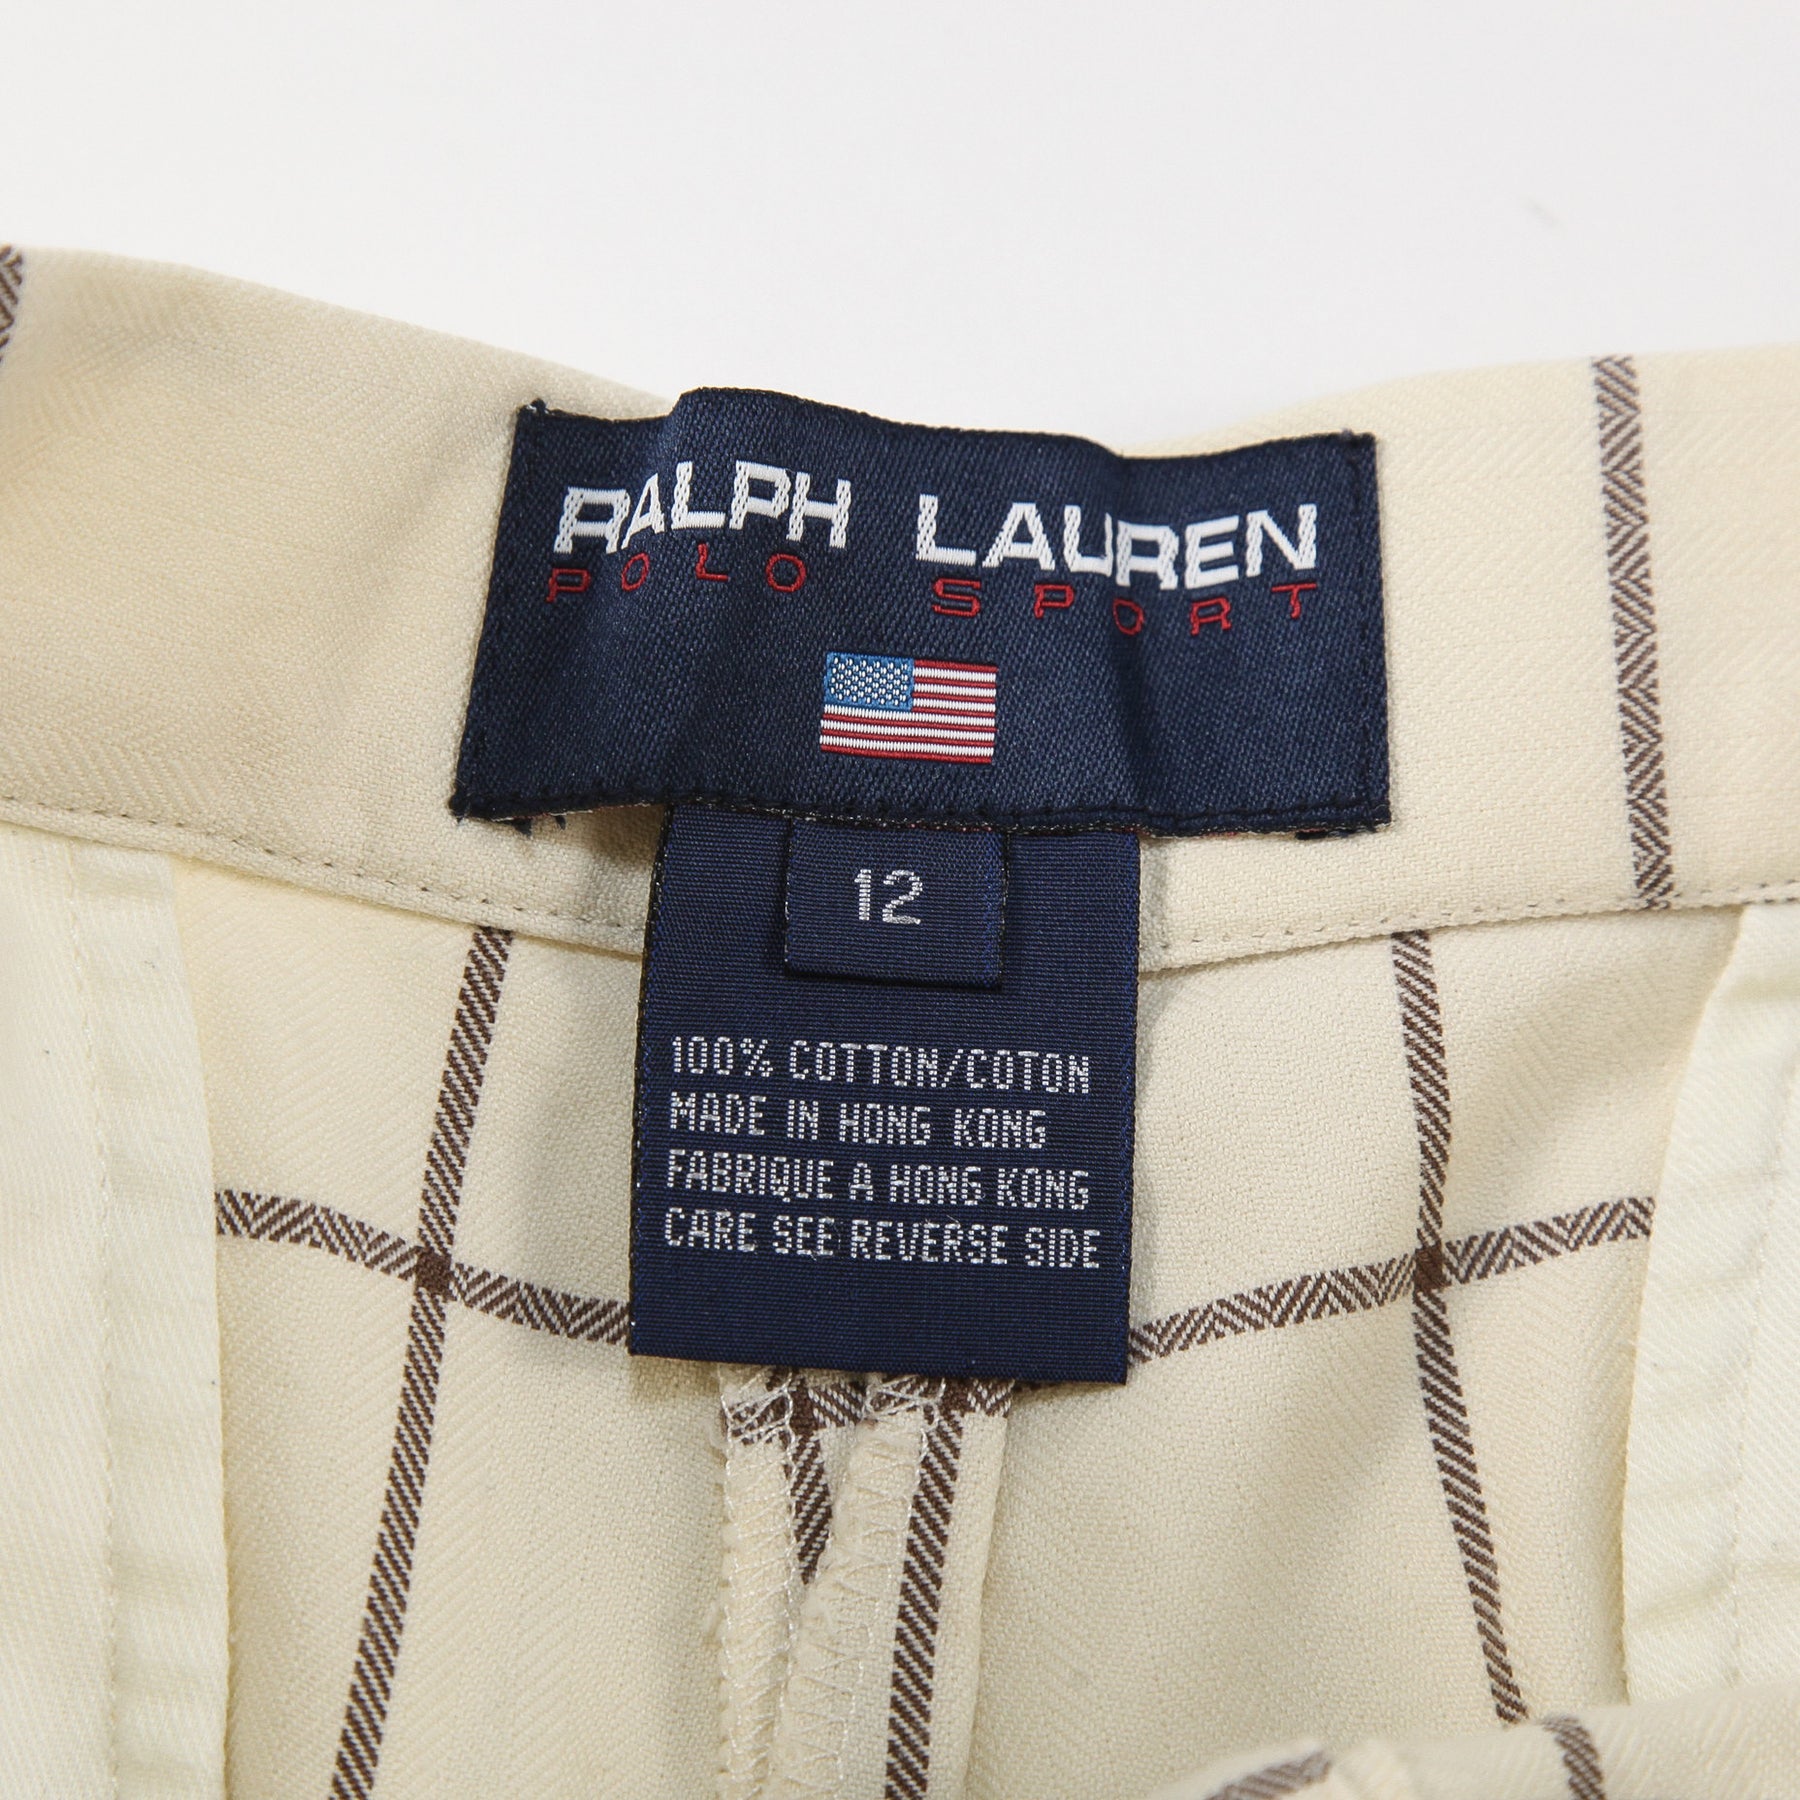 RALPH LAUREN
POLO SPORT
12
100% COTTON/COTON
MADE IN HONG KONG
FABRIQUE A HONG KONG
CARE SEE REVERSE SIDE